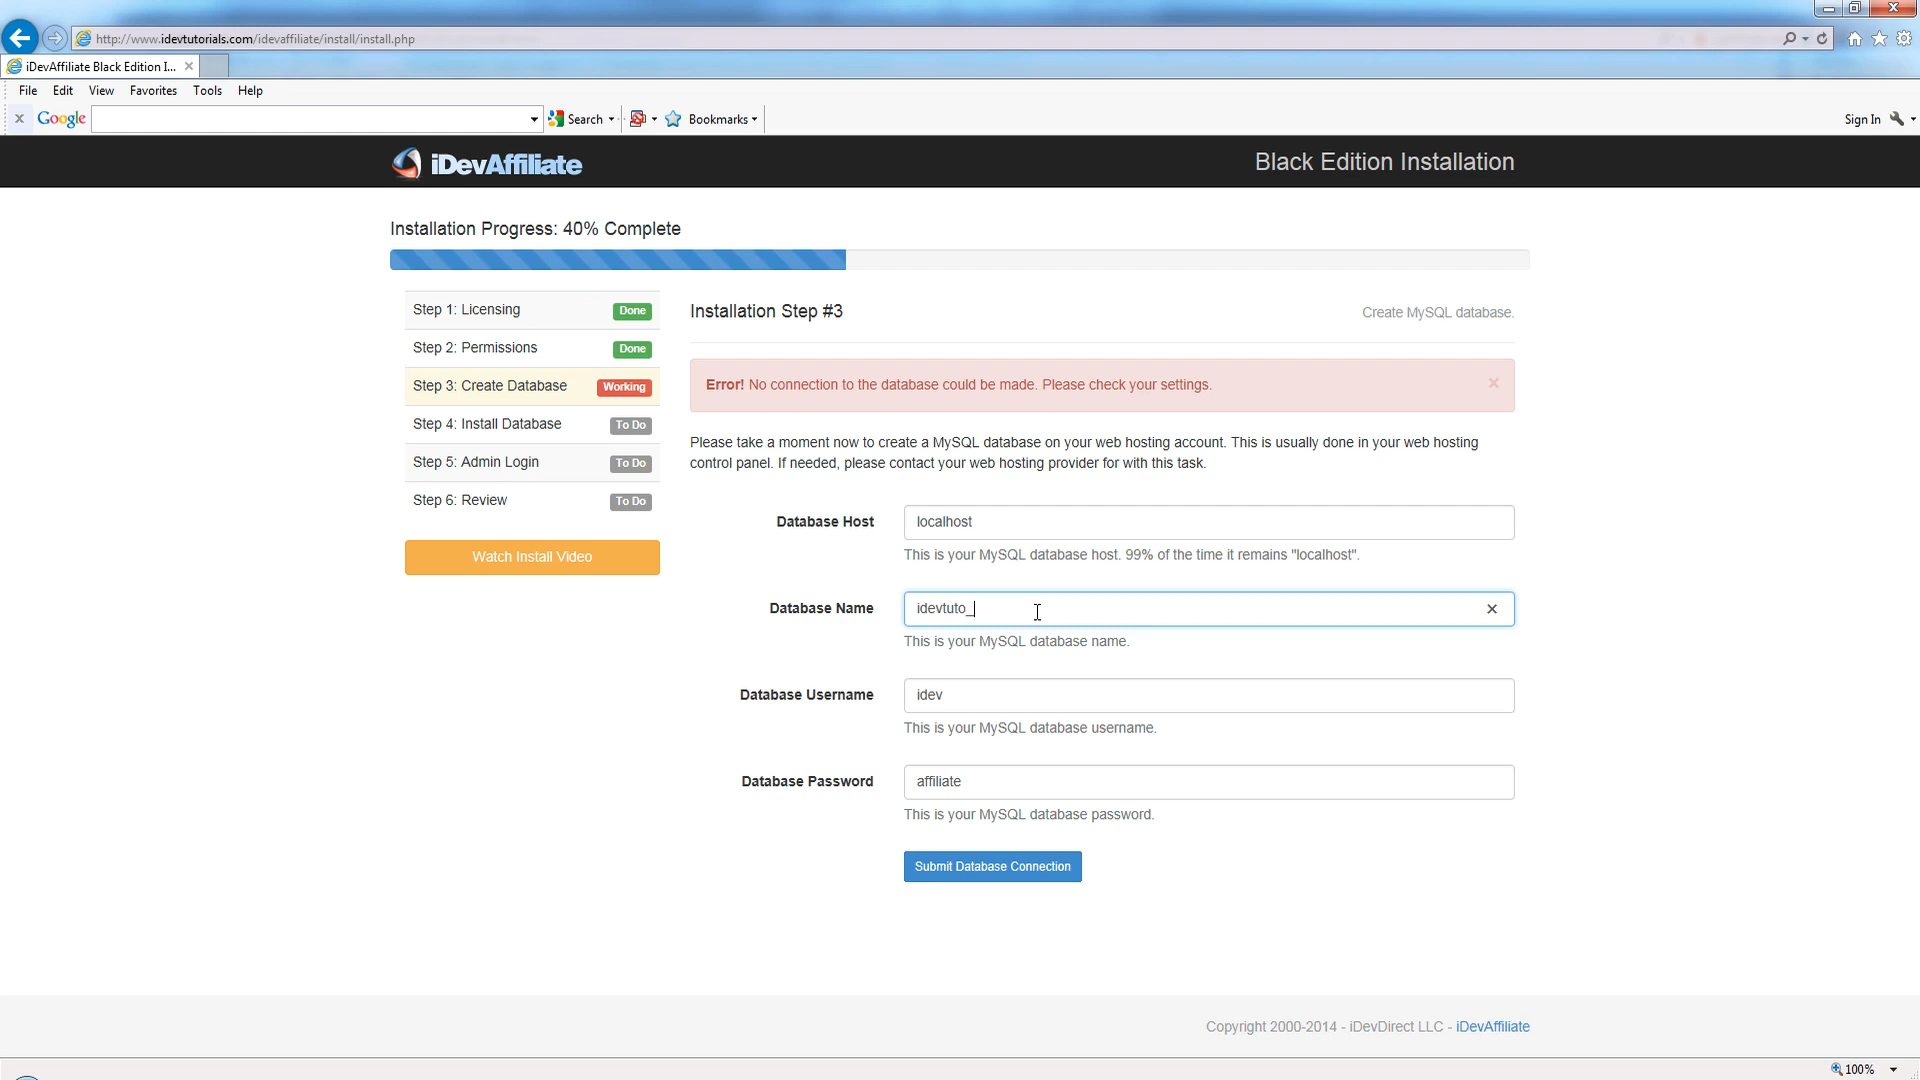 http://www.idevtutorials.com/idevaffiliate/install/install.php
iDevAffiliate Black Edition I...
File Edit View Favorites Tools Help
Google Search Bookmarks Sign In
iDevAffiliate
Black Edition Installation
Installation Progress: 40% Complete
Step 1: Licensing Done
Step 2: Permissions Done
Step 3: Create Database Working
Step 4: Install Database To Do
Step 5: Admin Login To Do
Step 6: Review To Do
Watch Install Video
Installation Step #3
Create MySQL database.
Error! No connection to the database could be made. Please check your settings.
Please take a moment now to create a MySQL database on your web hosting account. This is usually done in your web hosting
control panel. If needed, please contact your web hosting provider for with this task.
Database Host localhost
This is your MySQL database host. 99% of the time it remains "localhost".
Database Name idevtuto_
This is your MySQL database name.
Database Username idev
This is your MySQL database username.
Database Password affiliate
This is your MySQL database password.
Submit Database Connection
Copyright 2000-2014 - iDevDirect LLC - iDevAffiliate
100%